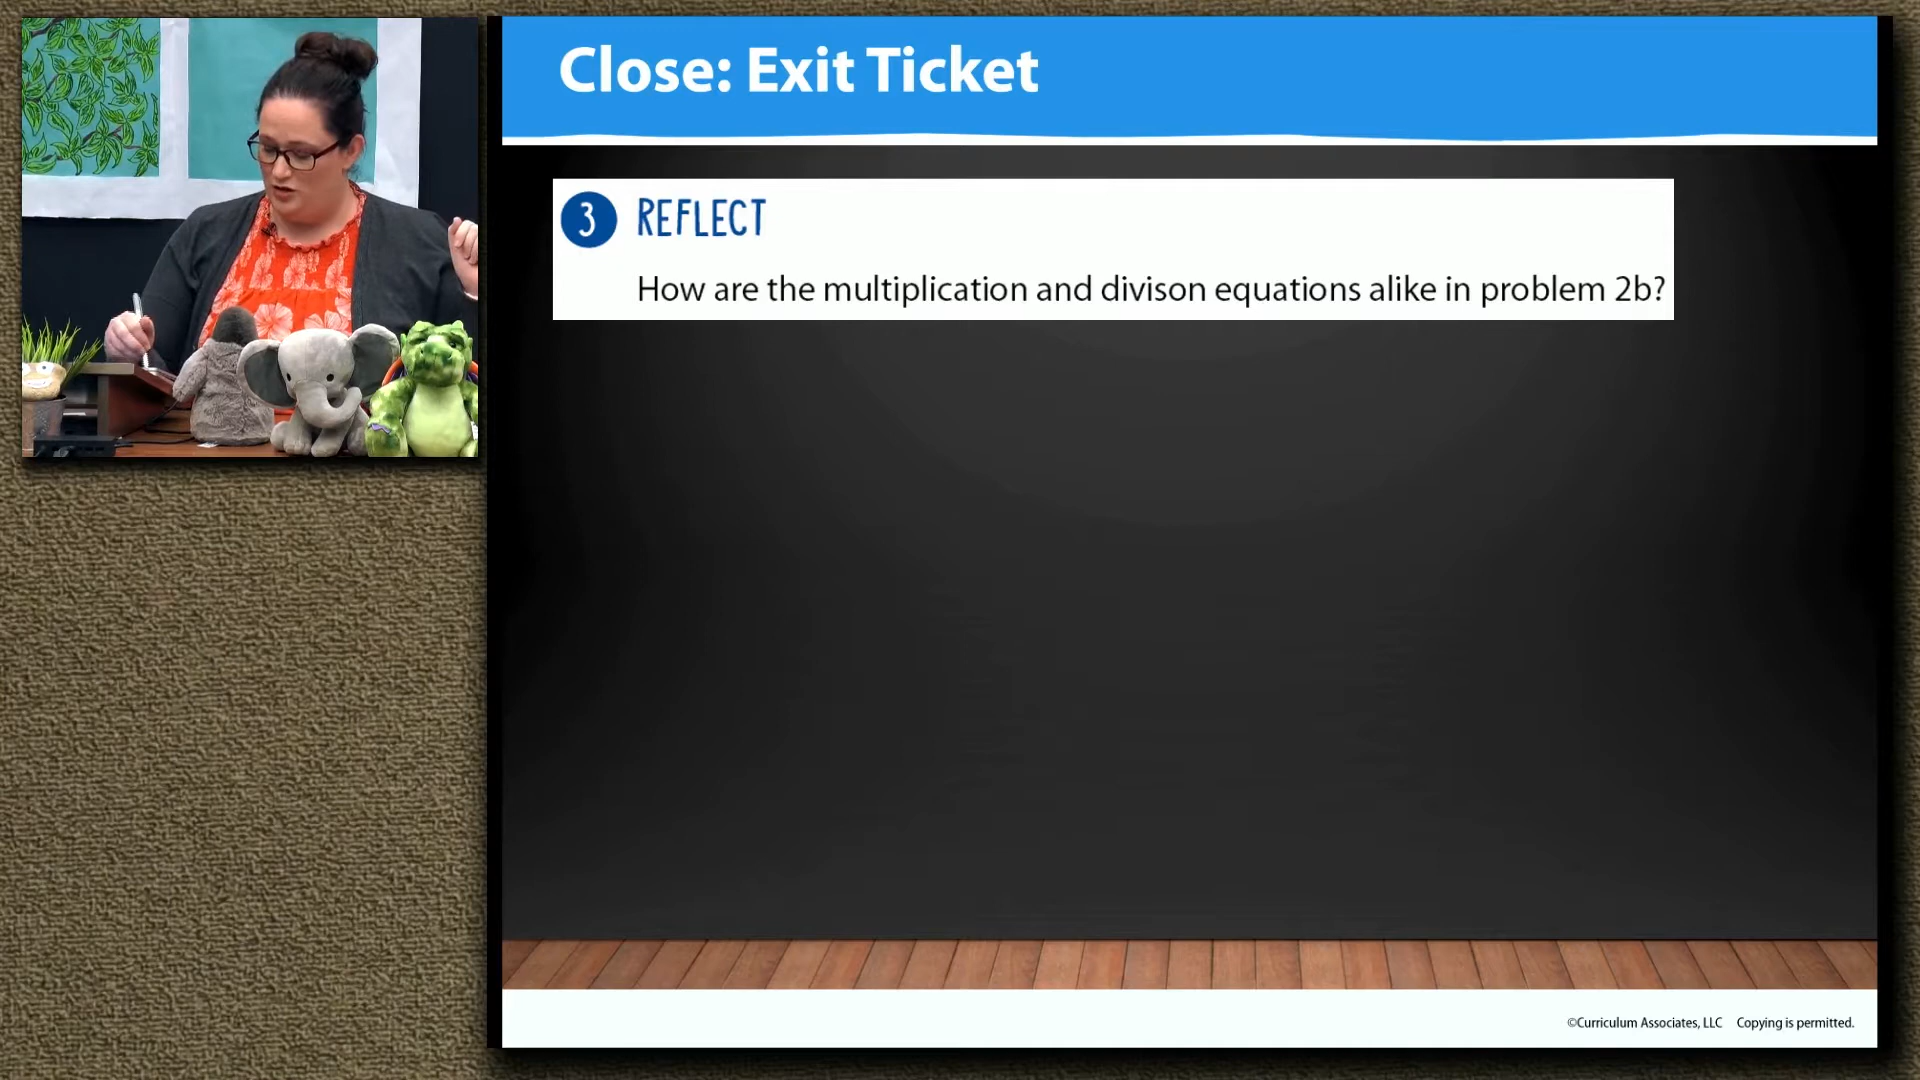 Close: Exit Ticket
3 REFLECT
How are the multiplication and divison equations alike in problem 2b?
©Curriculum Associates, LLC Copying is permitted.